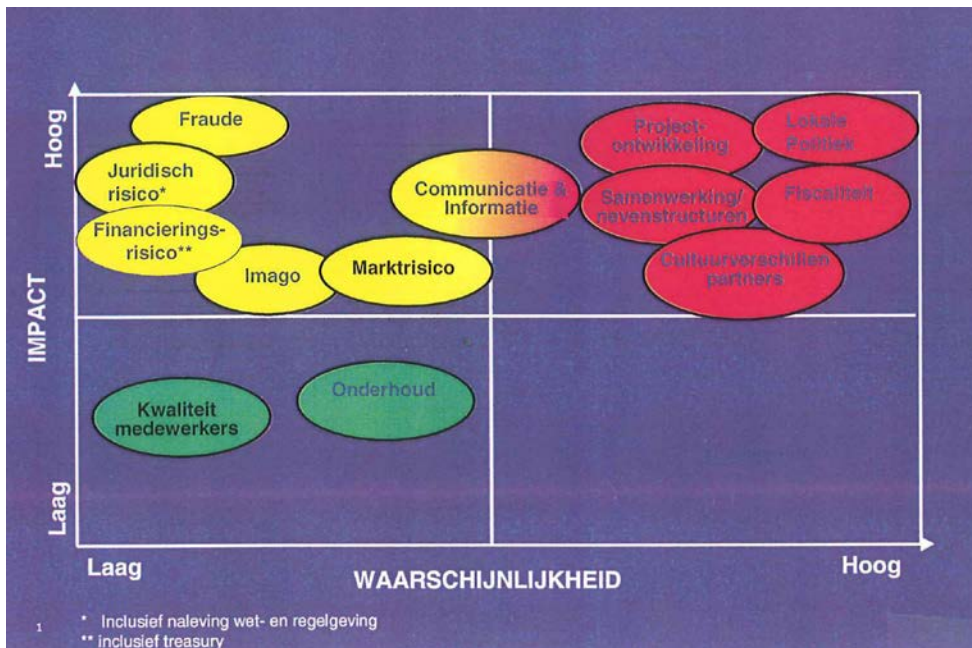 Hoog
IMPACT
Laag
Fraude
Juridisch
risico*
Financierings-
risico**
Imago
Marktrisico
Communicatie &
Informatie
Project-
ontwikkeling
Lokale
Politiek
Samenwerking/
nevenstructuren
Fiscaliteit
Cultuurverschillen
partners
Kwaliteit
medewerkers
Onderhoud
Laag
WAARSCHIJNLIJKHEID
Hoog
1
* Inclusief naleving wet- en regelgeving
** inclusief treasury